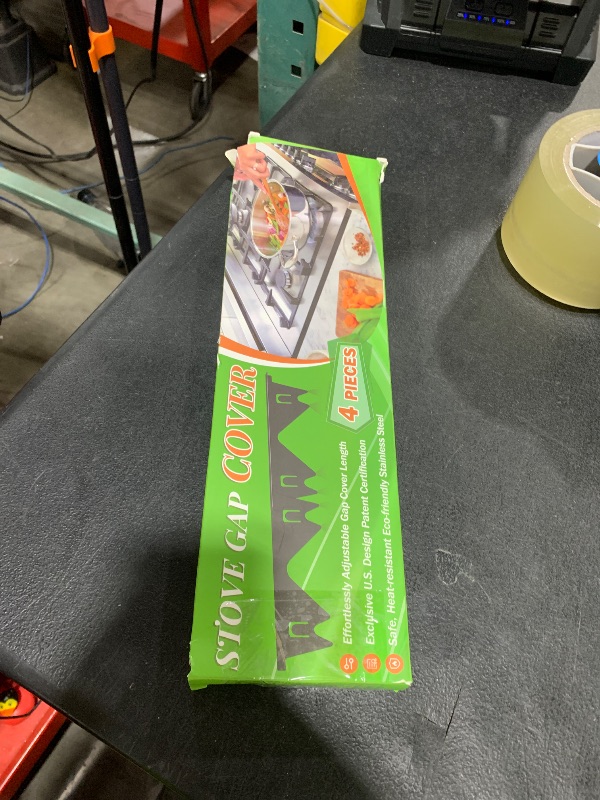 STOVE GAP COVER
4 PIECES
Effortlessly Adjustable Gap Cover Length
Exclusive U.S. Design Patent Certification
Safe, Heat-resistant Eco-friendly Stainless Steel